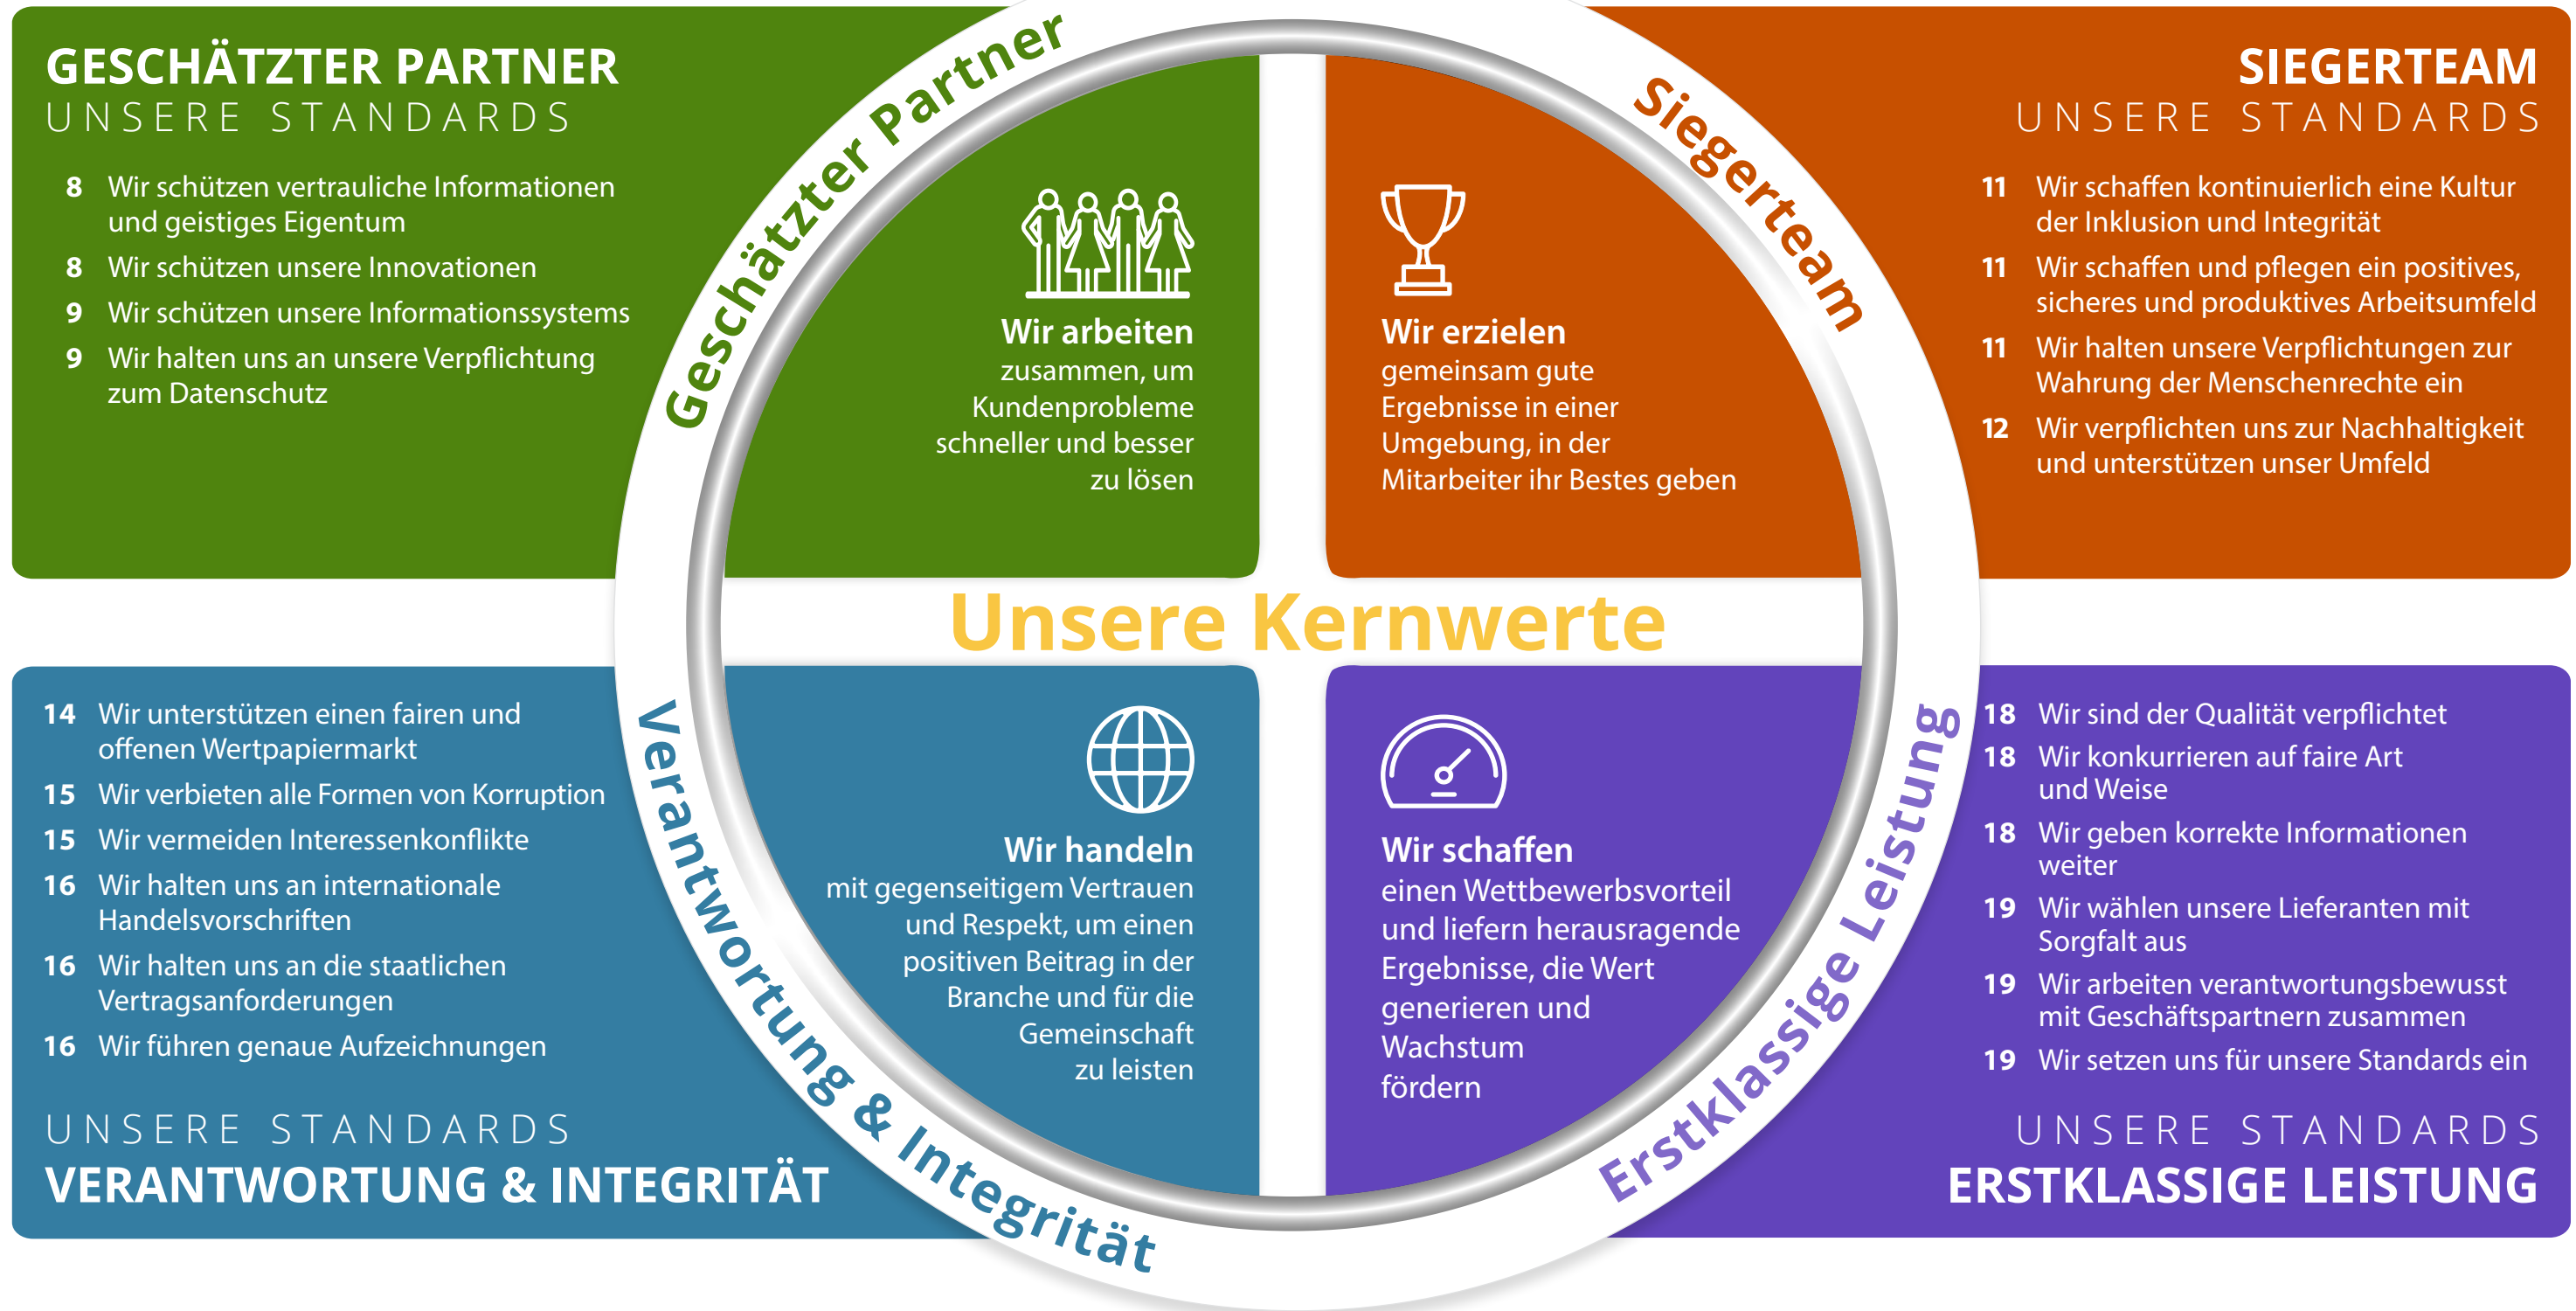 GESCHÄTZTER PARTNER
UNSERE STANDARDS
8 Wir schützen vertrauliche Informationen
und geistiges Eigentum
8 Wir schützen unsere Innovationen
9 Wir schützen unsere Informationssystems
9 Wir halten uns an unsere Verpflichtung
zum Datenschutz
Geschätzter Partner
Wir arbeiten
zusammen, um
Kundenprobleme
schneller und besser
zu lösen
Siegerteam
Wir erzielen
gemeinsam gute
Ergebnisse in einer
Umgebung, in der
Mitarbeiter ihr Bestes geben
SIEGERTEAM
UNSERE STANDARDS
11 Wir schaffen kontinuierlich eine Kultur
der Inklusion und Integrität
11 Wir schaffen und pflegen ein positives,
sicheres und produktives Arbeitsumfeld
11 Wir halten unsere Verpflichtungen zur
Wahrung der Menschenrechte ein
12 Wir verpflichten uns zur Nachhaltigkeit
und unterstützen unser Umfeld
Unsere Kernwerte
14 Wir unterstützen einen fairen und
offenen Wertpapiermarkt
15 Wir verbieten alle Formen von Korruption
15 Wir vermeiden Interessenkonflikte
16 Wir halten uns an internationale
Handelsvorschriften
16 Wir halten uns an die staatlichen
Vertragsanforderungen
16 Wir führen genaue Aufzeichnungen
UNSERE STANDARDS
VERANTWORTUNG & INTEGRITÄT
Verantwortung & Integrität
Wir handeln
mit gegenseitigem Vertrauen
und Respekt, um einen
positiven Beitrag in der
Branche und für die
Gemeinschaft
zu leisten
Wir schaffen
einen Wettbewerbsvorteil
und liefern herausragende
Ergebnisse, die Wert
generieren und
Wachstum
fördern
Erstklassige Leistung
18 Wir sind der Qualität verpflichtet
18 Wir konkurrieren auf faire Art
und Weise
18 Wir geben korrekte Informationen
weiter
19 Wir wählen unsere Lieferanten mit
Sorgfalt aus
19 Wir arbeiten verantwortungsbewusst
mit Geschäftspartnern zusammen
19 Wir setzen uns für unsere Standards ein
UNSERE STANDARDS
ERSTKLASSIGE LEISTUNG